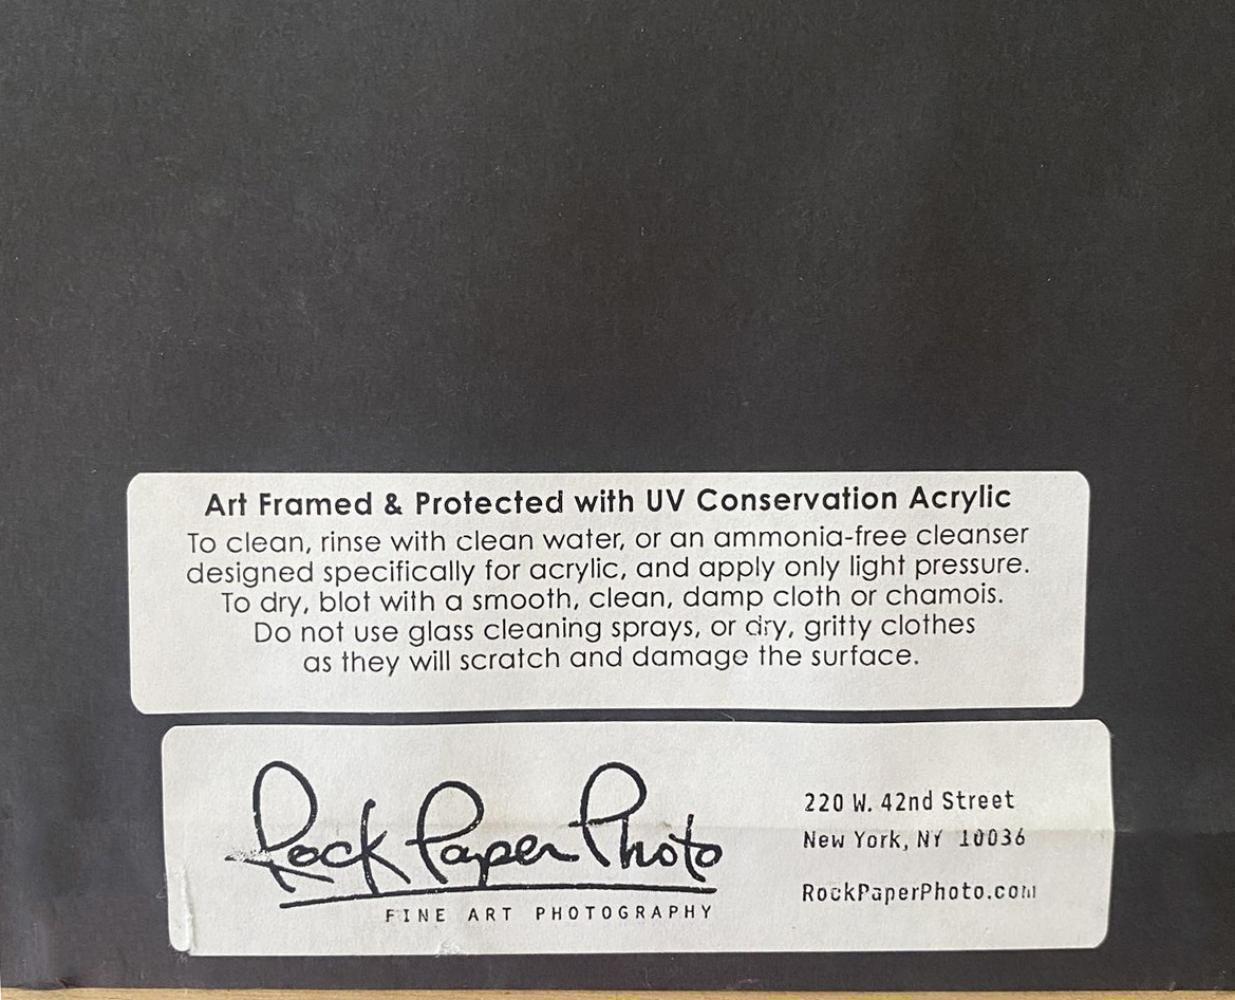 Art Framed & Protected with UV Conservation Acrylic
To clean, rinse with clean water, or an ammonia-free cleanser
designed specifically for acrylic, and apply only light pressure.
To dry, blot with a smooth, clean, damp cloth or chamois.
Do not use glass cleaning sprays, or dry, gritty clothes
as they will scratch and damage the surface.
Rock Paper Photo
FINE ART PHOTOGRAPHY
220 W. 42nd Street
New York, NY 10036
RockPaperPhoto.com